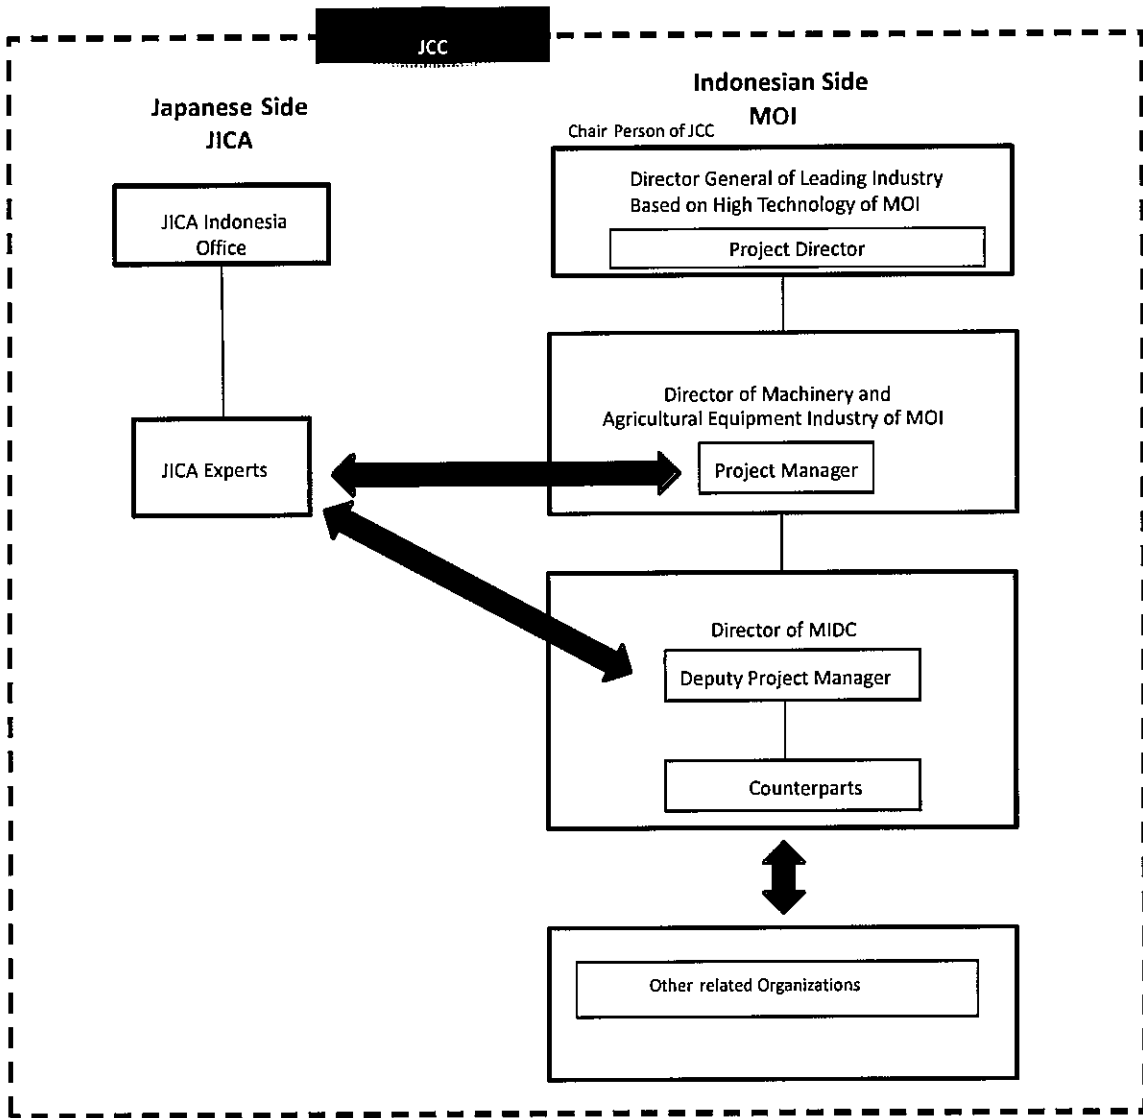 JCC
Japanese Side
JICA
JICA Indonesia
Office
JICA Experts
Indonesian Side
MOI
Chair Person of JCC
Director General of Leading Industry
Based on High Technology of MOI
Project Director
Director of Machinery and
Agricultural Equipment Industry of MOI
Project Manager
Director of MIDC
Deputy Project Manager
Counterparts
Other related Organizations